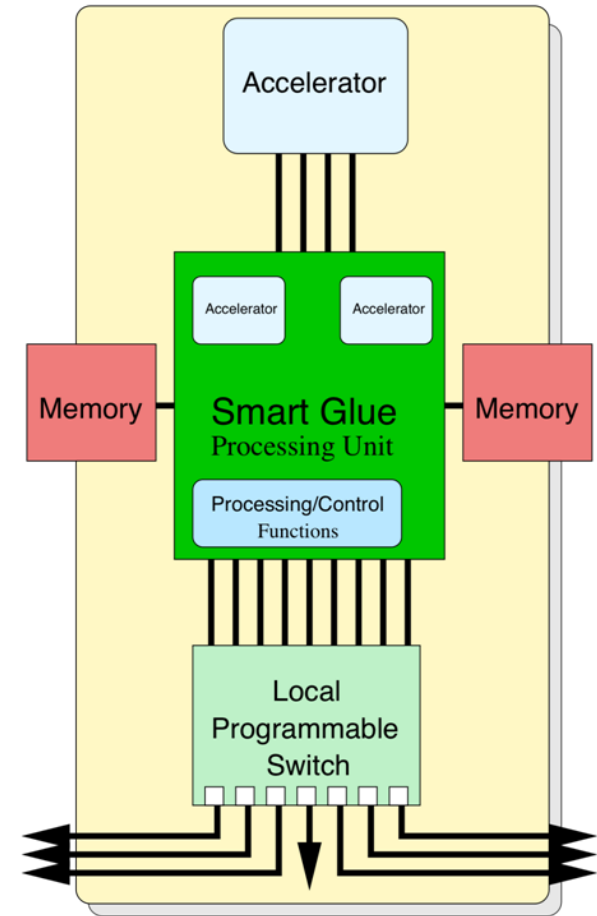 Accelerator
Accelerator
Accelerator
Memory
Smart Glue
Processing Unit
Memory
Processing/Control
Functions
Local
Programmable
Switch